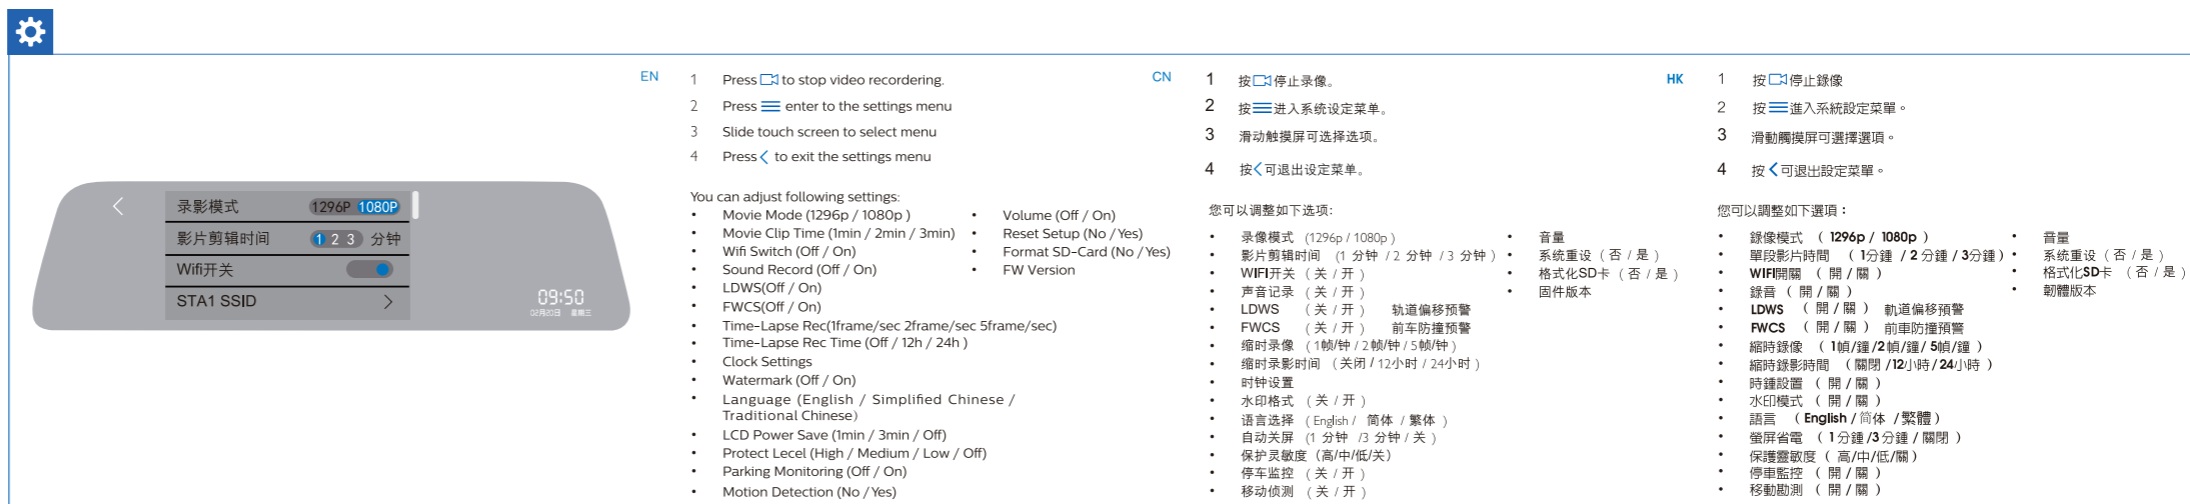 录影模式 1296P 1080P
影片剪辑时间 1 2 3 分钟
Wifi开关
STA1 SSID
09:50
02月20日 星期三
EN
1 Press to stop video recordering.
2 Press enter to the settings menu
3 Slide touch screen to select menu
4 Press to exit the settings menu
You can adjust following settings:
• Movie Mode (1296p / 1080p )
• Movie Clip Time (1min / 2min / 3min)
• Wifi Switch (Off / On)
• Sound Record (Off / On)
• LDWS(Off / On)
• FWCS(Off / On)
• Time-Lapse Rec(1frame/sec 2frame/sec 5frame/sec)
• Time-Lapse Rec Time (Off / 12h / 24h )
• Clock Settings
• Watermark (Off / On)
• Language (English / Simplified Chinese /
Traditional Chinese)
• LCD Power Save (1min / 3min / Off)
• Protect Lecel (High / Medium / Low / Off)
• Parking Monitoring (Off / On)
• Motion Detection (No / Yes)
• Volume (Off / On)
• Reset Setup (No / Yes)
• Format SD-Card (No / Yes)
• FW Version
CN
1 按停止录像。
2 按进入系统设定菜单。
3 滑动触摸屏可选择选项。
4 按可退出设定菜单。
您可以调整如下选项:
• 录像模式 (1296p / 1080p )
• 影片剪辑时间 (1 分钟 / 2 分钟 / 3 分钟 )
• WIFI开关 ( 关 / 开 )
• 声音记录 ( 关 / 开 )
• LDWS ( 关 / 开 ) 轨道偏移预警
• FWCS ( 关 / 开 ) 前车防撞预警
• 缩时录像 ( 1帧/钟 / 2 帧/钟 / 5 帧/钟 )
• 缩时录影时间 ( 关闭 / 12小时 / 24小时 )
• 时钟设置
• 水印格式 ( 关 / 开 )
• 语言选择 ( English / 简体 / 繁体 )
• 自动关屏 (1 分钟 /3 分钟 / 关 )
• 保护灵敏度 (高/中/低/关)
• 停车监控 ( 关 / 开 )
• 移动侦测 ( 关 / 开 )
• 音量
• 系统重设 ( 否 / 是 )
• 格式化SD卡 ( 否 / 是 )
• 固件版本
HK
1 按停止錄像
2 按進入系統設定菜單。
3 滑動觸摸屏可選擇選項。
4 按可退出設定菜單。
您可以調整如下選項：
• 錄像模式 ( 1296p / 1080p )
• 單段影片時間 ( 1分鍾 / 2 分鍾 / 3分鍾 )
• WIFI開關 ( 開 / 關 )
• 錄音 ( 開 / 關 )
• LDWS ( 開 / 關 ) 軌道偏移預警
• FWCS ( 開 / 關 ) 前車防撞預警
• 縮時錄像 ( 1幀/鐘 /2 幀/鐘/ 5幀/鐘 )
• 縮時錄影時間 ( 關閉 /12小時 / 24小時 )
• 時鍾設置 ( 開 / 關 )
• 水印模式 ( 開 / 關 )
• 語言 ( English / 简体 / 繁體 )
• 螢屏省電 ( 1 分鍾 /3 分鍾 / 關閉 )
• 保護靈敏度 ( 高/中/低/關 )
• 停車監控 ( 開 / 關 )
• 移動勘測 ( 開 / 關 )
• 音量
• 系统重设 ( 否 / 是 )
• 格式化SD卡 ( 否 / 是 )
• 韌體版本